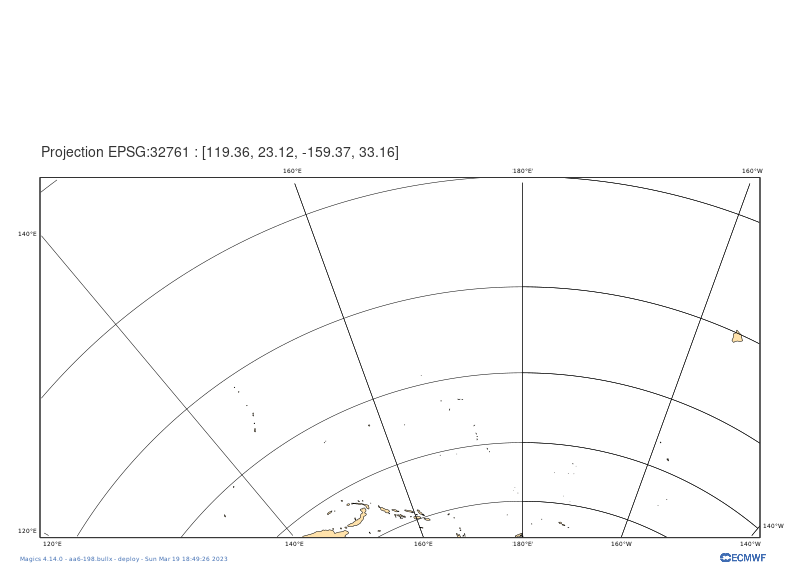 Projection EPSG:32761 : [119.36, 23.12, -159.37, 33.16]
160°E 180°E' 160°W
140°E
120°E 140°W
120°E 140°E 160°E 180°E 160°W 140°W
Magics 4.14.0 - aa6-198.bullx - deploy - Sun Mar 19 18:49:26 2023
ECMWF